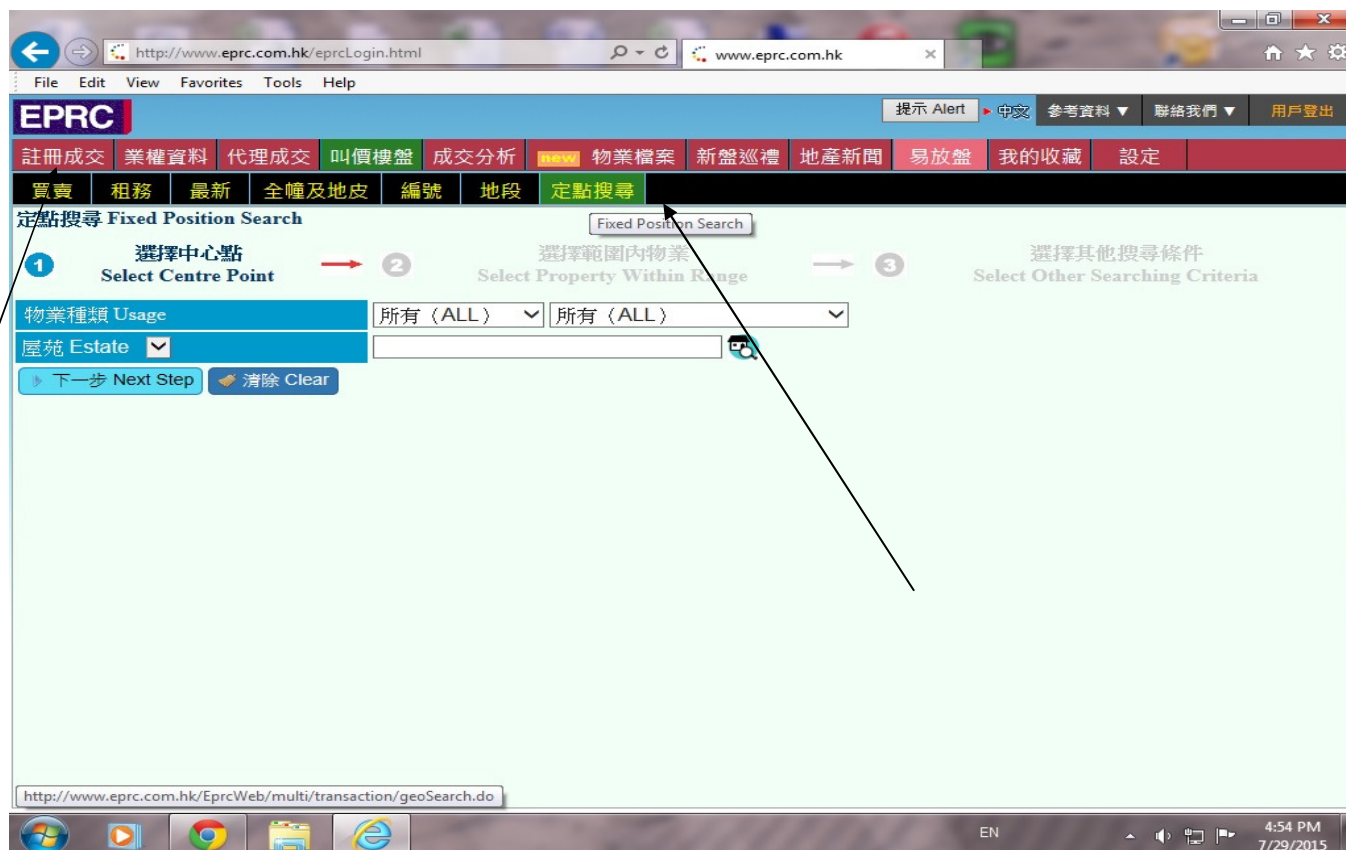 http://www.eprc.com.hk/eprcLogin.html
www.eprc.com.hk
File Edit View Favorites Tools Help
EPRC
提示 Alert 中文 參考資料 ▼ 聯絡我們 ▼ 用戶登出
註冊成交 業權資料 代理成交 叫價樓盤 成交分析 new 物業檔案 新盤巡禮 地產新聞 易放盤 我的收藏 設定
買賣 租務 最新 全幢及地皮 編號 地段 定點搜尋
定點搜尋 Fixed Position Search
Fixed Position Search
1 選擇中心點 2 選擇範圍內物業 3 選擇其他搜尋條件
Select Centre Point Select Property Within Range Select Other Searching Criteria
物業種類 Usage 所有 (ALL) 所有 (ALL)
屋苑 Estate
下一步 Next Step 清除 Clear
http://www.eprc.com.hk/EprcWeb/multi/transaction/geoSearch.do
EN 4:54 PM
7/29/2015